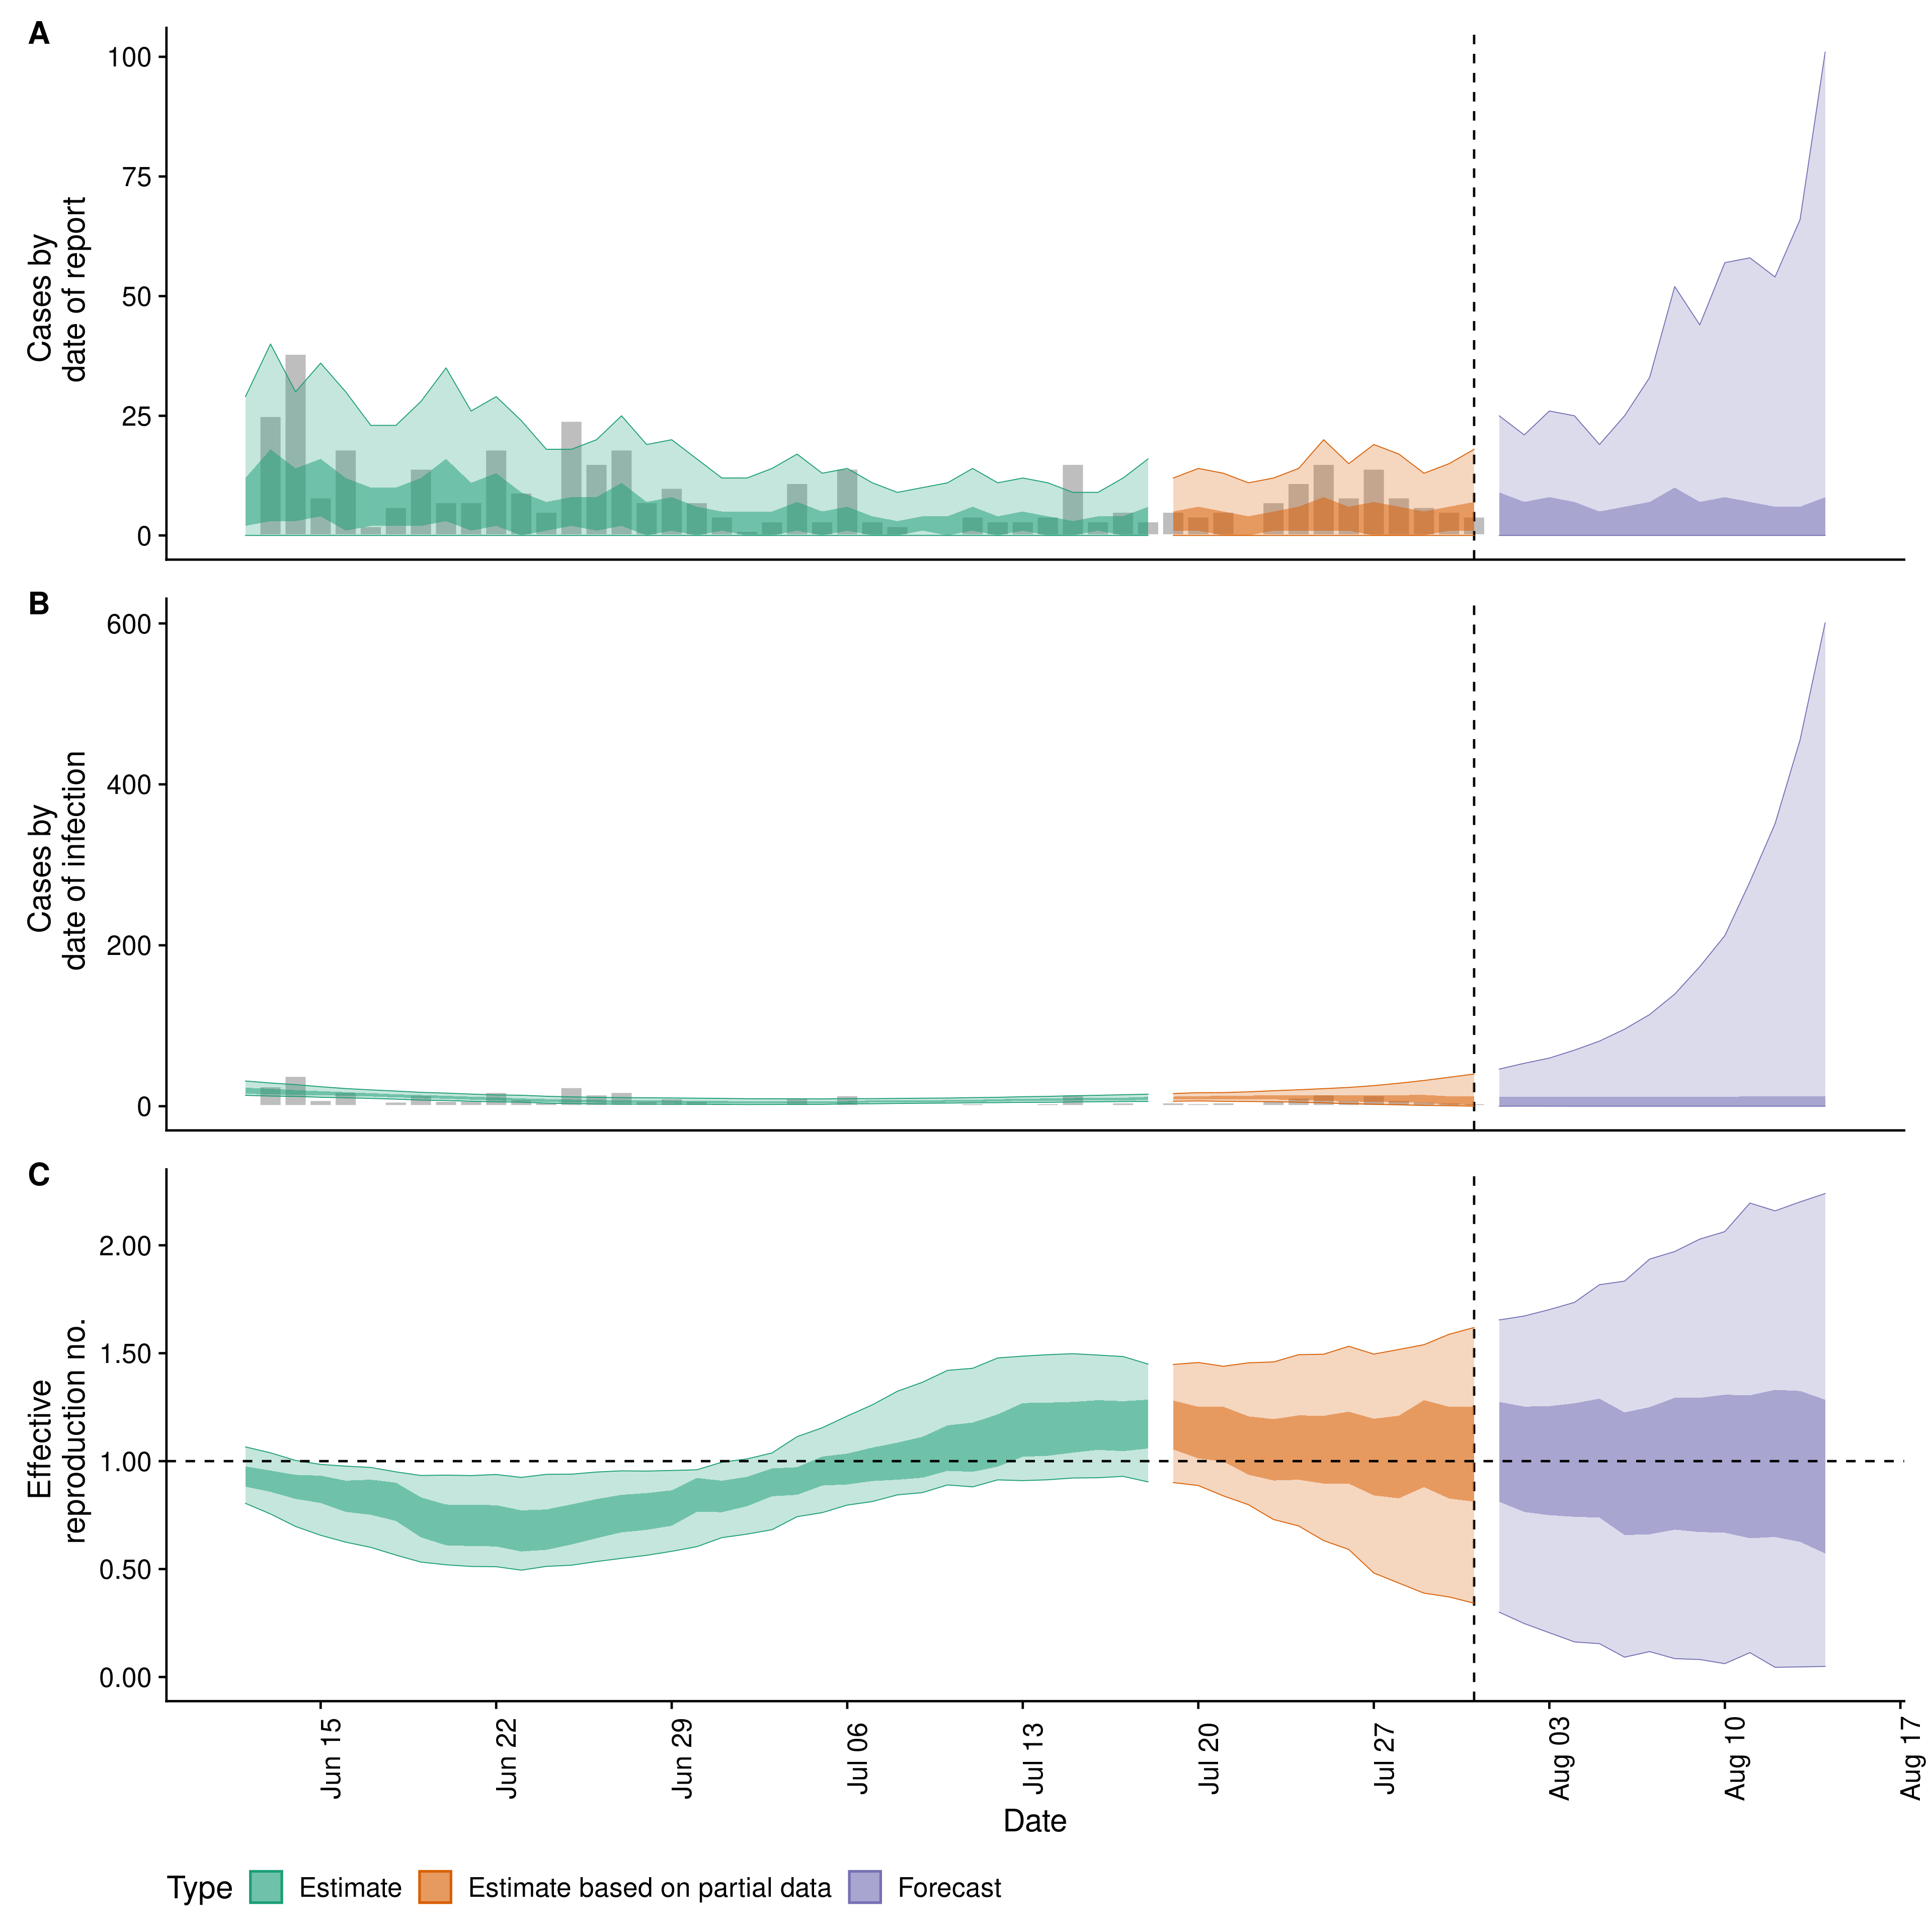 A
100
75
50
25
0
Cases by
date of report
B
600
400
200
0
Cases by
date of infection
C
2.00
1.50
1.00
0.50
0.00
Effective
reproduction no.
Jun 15
Jun 22
Jun 29
Jul 06
Jul 13
Jul 20
Jul 27
Aug 03
Aug 10
Aug 17
Date
Type Estimate Estimate based on partial data Forecast